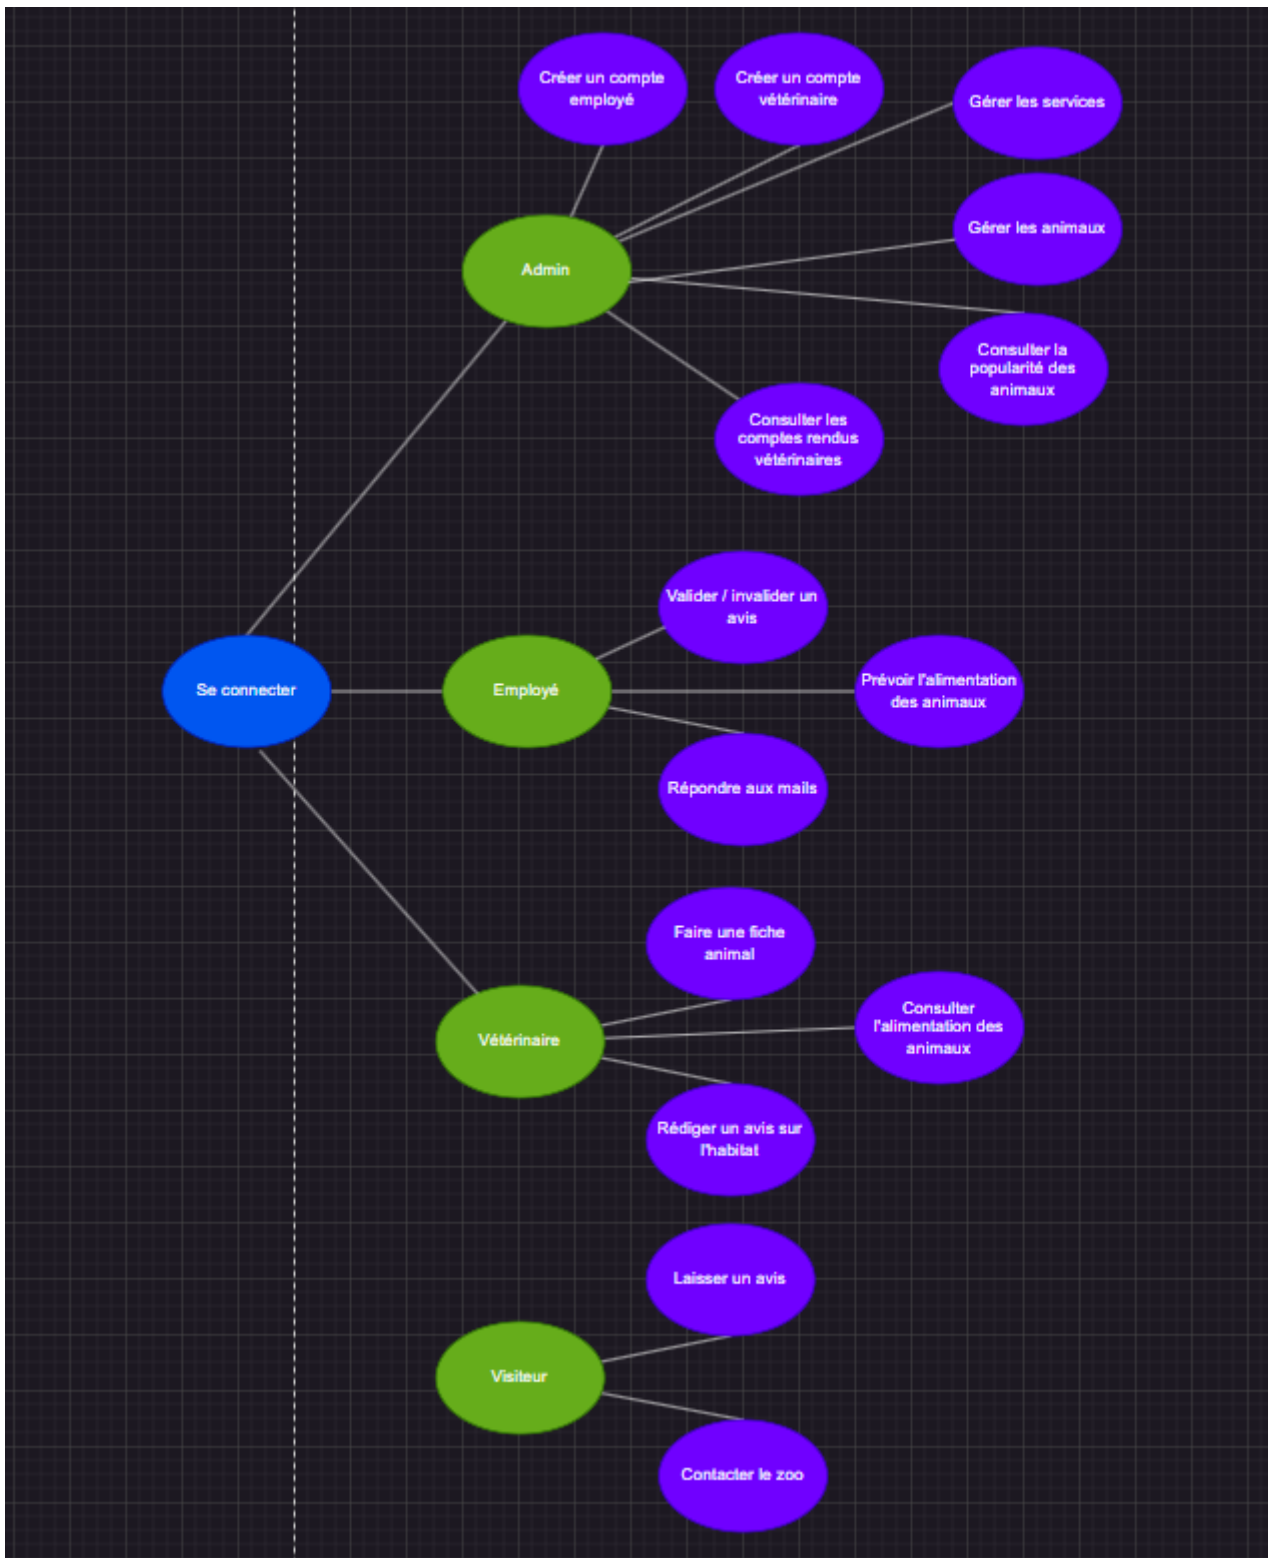 Créer un compte
employé
Créer un compte
vétérinaire
Gérer les services
Gérer les animaux
Admin
Consulter la
popularité des
animaux
Consulter les
comptes rendus
vétérinaires
Valider / invalider un
avis
Se connecter
Employé
Prévoir l'alimentation
des animaux
Répondre aux mails
Faire une fiche
animal
Consulter
l'alimentation des
animaux
Vétérinaire
Rédiger un avis sur
l'habitat
Laisser un avis
Visiteur
Contacter le zoo